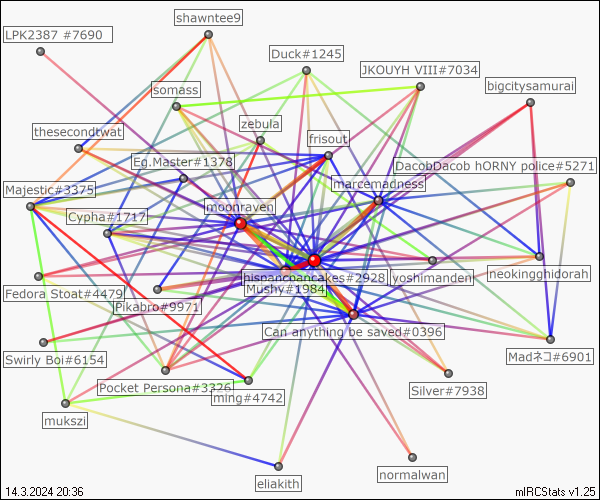 shawntee9
LPK2387 #7690
Duck#1245
JKOUYH VIII#7034
bigcitysamurai
somass
zebula
thesecondtwat
frisout
Eg.Master#1378
DacobDacob hORNY police#5271
marcemadness
Majestic#3375
moonraven
Cypha#1717
hispanicpancakes#2928
yoshimanden
neokingghidorah
Mushy#1984
Fedora Stoat#4479
Pikabro#9971
Can anything be saved#0396
Swirly Boi#6154
Madネコ#6901
Pocket Persona#3326
Silver#7938
ming#4742
mukszi
normalwan
eliakith
14.3.2024 20:36
mIRCStats v1.25